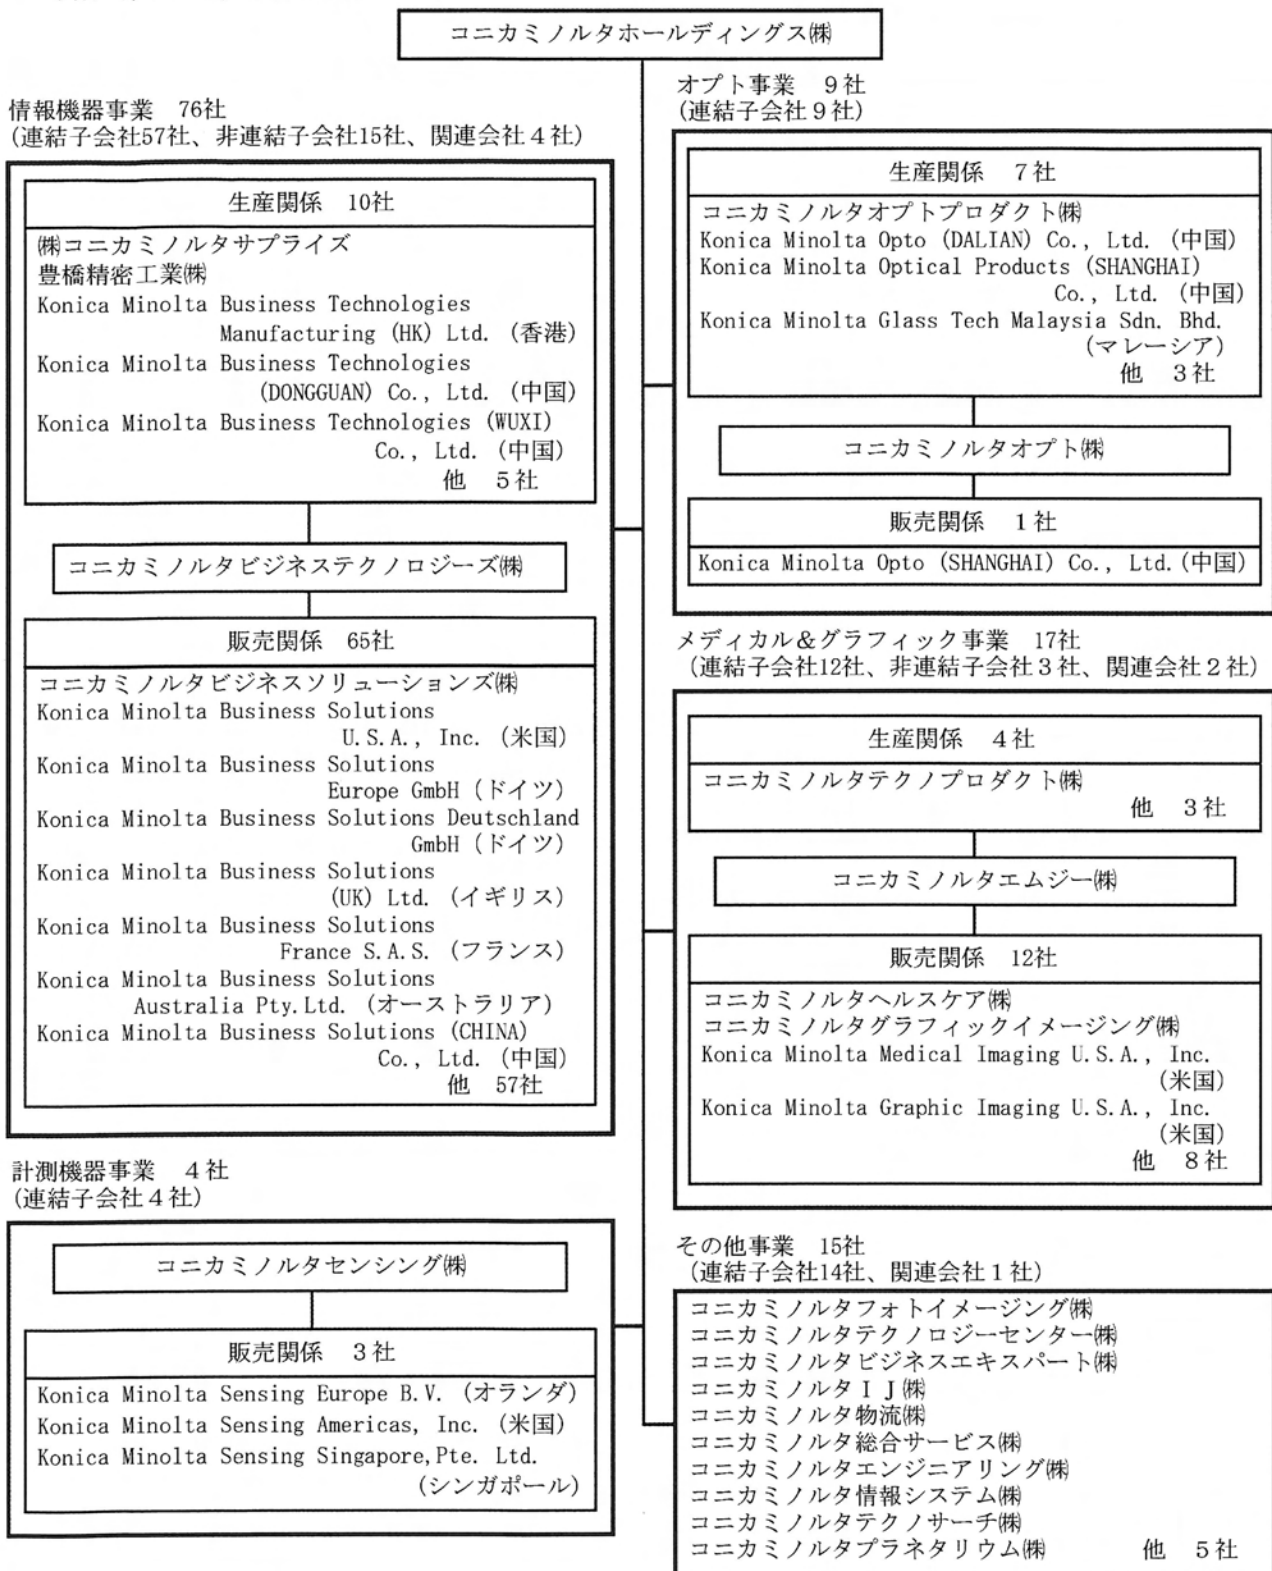 コニカミノルタホールディングス㈱
情報機器事業 76社
(連結子会社57社、非連結子会社15社、関連会社4社)
生産関係 10社
㈱コニカミノルタサプライズ
豊橋精密工業㈱
Konica Minolta Business Technologies
Manufacturing (HK) Ltd. (香港)
Konica Minolta Business Technologies
(DONGGUAN) Co., Ltd. (中国)
Konica Minolta Business Technologies (WUXI)
Co., Ltd. (中国)
他 5社
コニカミノルタビジネステクノロジーズ㈱
販売関係 65社
コニカミノルタビジネスソリューションズ㈱
Konica Minolta Business Solutions
U.S.A., Inc. (米国)
Konica Minolta Business Solutions
Europe GmbH (ドイツ)
Konica Minolta Business Solutions Deutschland
GmbH (ドイツ)
Konica Minolta Business Solutions
(UK) Ltd. (イギリス)
Konica Minolta Business Solutions
France S.A.S. (フランス)
Konica Minolta Business Solutions
Australia Pty.Ltd. (オーストラリア)
Konica Minolta Business Solutions (CHINA)
Co., Ltd. (中国)
他 57社
計測機器事業 4社
(連結子会社4社)
コニカミノルタセンシング㈱
販売関係 3社
Konica Minolta Sensing Europe B.V. (オランダ)
Konica Minolta Sensing Americas, Inc. (米国)
Konica Minolta Sensing Singapore,Pte. Ltd.
(シンガポール)
オプト事業 9社
(連結子会社9社)
生産関係 7社
コニカミノルタオプトプロダクト㈱
Konica Minolta Opto (DALIAN) Co., Ltd. (中国)
Konica Minolta Optical Products (SHANGHAI)
Co., Ltd. (中国)
Konica Minolta Glass Tech Malaysia Sdn. Bhd.
(マレーシア)
他 3社
コニカミノルタオプト㈱
販売関係 1社
Konica Minolta Opto (SHANGHAI) Co., Ltd.(中国)
メディカル&グラフィック事業 17社
(連結子会社12社、非連結子会社3社、関連会社2社)
生産関係 4社
コニカミノルタテクノプロダクト㈱
他 3社
コニカミノルタエムジー㈱
販売関係 12社
コニカミノルタヘルスケア㈱
コニカミノルタグラフィックイメージング㈱
Konica Minolta Medical Imaging U.S.A., Inc.
(米国)
Konica Minolta Graphic Imaging U.S.A., Inc.
(米国)
他 8社
その他事業 15社
(連結子会社14社、関連会社1社)
コニカミノルタフォトイメージング㈱
コニカミノルタテクノロジーセンター㈱
コニカミノルタビジネスエキスパート㈱
コニカミノルタIJ㈱
コニカミノルタ物流㈱
コニカミノルタ総合サービス㈱
コニカミノルタエンジニアリング㈱
コニカミノルタ情報システム㈱
コニカミノルタテクノサーチ㈱
コニカミノルタプラネタリウム㈱ 他 5社